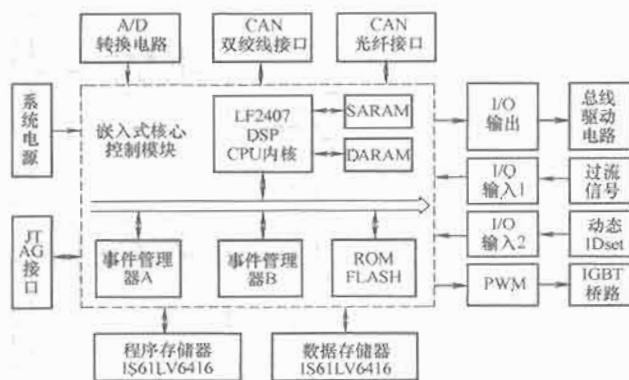 A/D
转换电路
CAN
双绞线接口
CAN
光纤接口
系统电源
嵌入式核心
控制模块
LF2407
DSP
CPU内核
SARAM
DARAM
I/O
输出
总线
驱动
电路
I/O
输入1
过流
信号
JT
AG
接口
事件管理
器A
事件管理
器B
ROM
FLASH
I/O
输入2
动态
IDset
PWM
IGBT
桥路
程序存储器
IS61LV6416
数据存储器
IS61LV6416